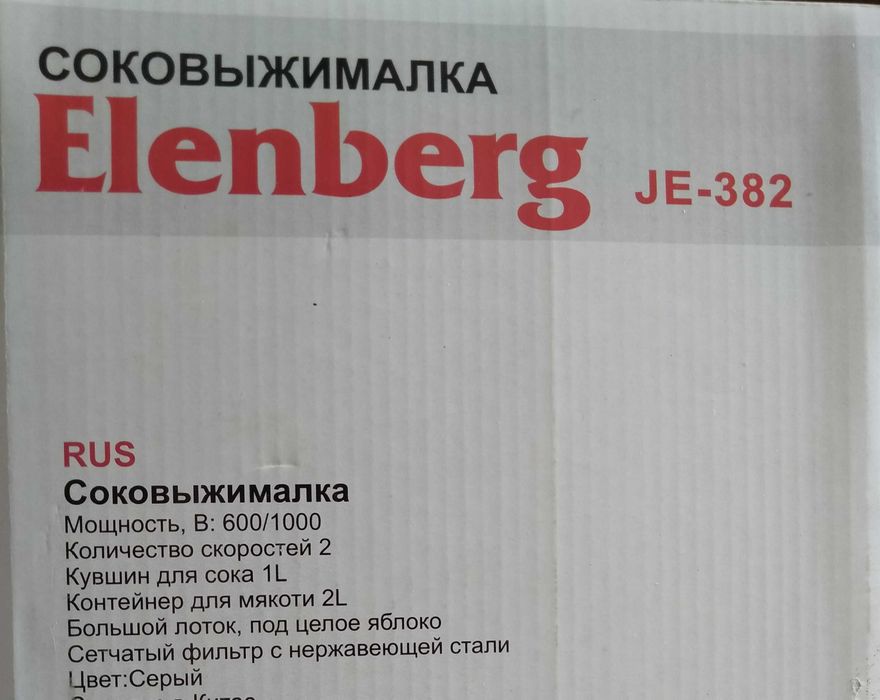 СОКОВЫЖИМАЛКА
Elenberg JE-382
RUS
Соковыжималка
Мощность, В: 600/1000
Количество скоростей 2
Кувшин для сока 1L
Контейнер для мякоти 2L
Большой лоток, под целое яблоко
Сетчатый фильтр с нержавеющей стали
Цвет:Серый